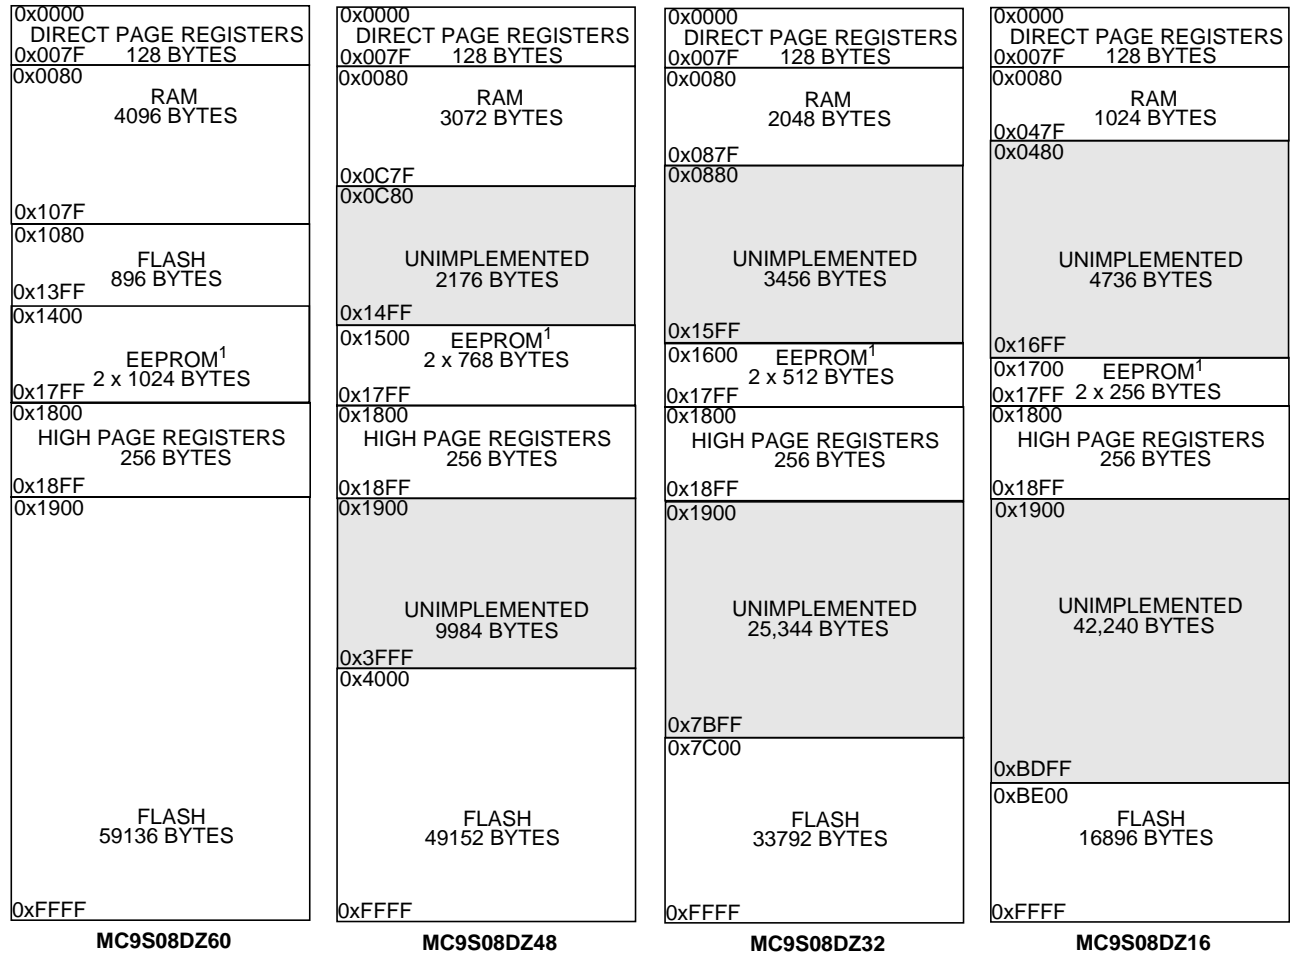 0x0000
DIRECT PAGE REGISTERS
0x007F 128 BYTES
0x0080
RAM
4096 BYTES
0x107F
0x1080
FLASH
896 BYTES
0x13FF
0x1400
EEPROM1
2 x 1024 BYTES
0x17FF
0x1800
HIGH PAGE REGISTERS
256 BYTES
0x18FF
0x1900
FLASH
59136 BYTES
0xFFFF
MC9S08DZ60
0x0000
DIRECT PAGE REGISTERS
0x007F 128 BYTES
0x0080
RAM
3072 BYTES
0x0C7F
0x0C80
UNIMPLEMENTED
2176 BYTES
0x14FF
0x1500
EEPROM1
2 x 768 BYTES
0x17FF
0x1800
HIGH PAGE REGISTERS
256 BYTES
0x18FF
0x1900
UNIMPLEMENTED
9984 BYTES
0x3FFF
0x4000
FLASH
49152 BYTES
0xFFFF
MC9S08DZ48
0x0000
DIRECT PAGE REGISTERS
0x007F 128 BYTES
0x0080
RAM
2048 BYTES
0x087F
0x0880
UNIMPLEMENTED
3456 BYTES
0x15FF
0x1600
EEPROM1
2 x 512 BYTES
0x17FF
0x1800
HIGH PAGE REGISTERS
256 BYTES
0x18FF
0x1900
UNIMPLEMENTED
25,344 BYTES
0x7BFF
0x7C00
FLASH
33792 BYTES
0xFFFF
MC9S08DZ32
0x0000
DIRECT PAGE REGISTERS
0x007F 128 BYTES
0x0080
RAM
1024 BYTES
0x047F
0x0480
UNIMPLEMENTED
4736 BYTES
0x16FF
0x1700
EEPROM1
0x17FF 2 x 256 BYTES
0x1800
HIGH PAGE REGISTERS
256 BYTES
0x18FF
0x1900
UNIMPLEMENTED
42,240 BYTES
0xBDFF
0xBE00
FLASH
16896 BYTES
0xFFFF
MC9S08DZ16